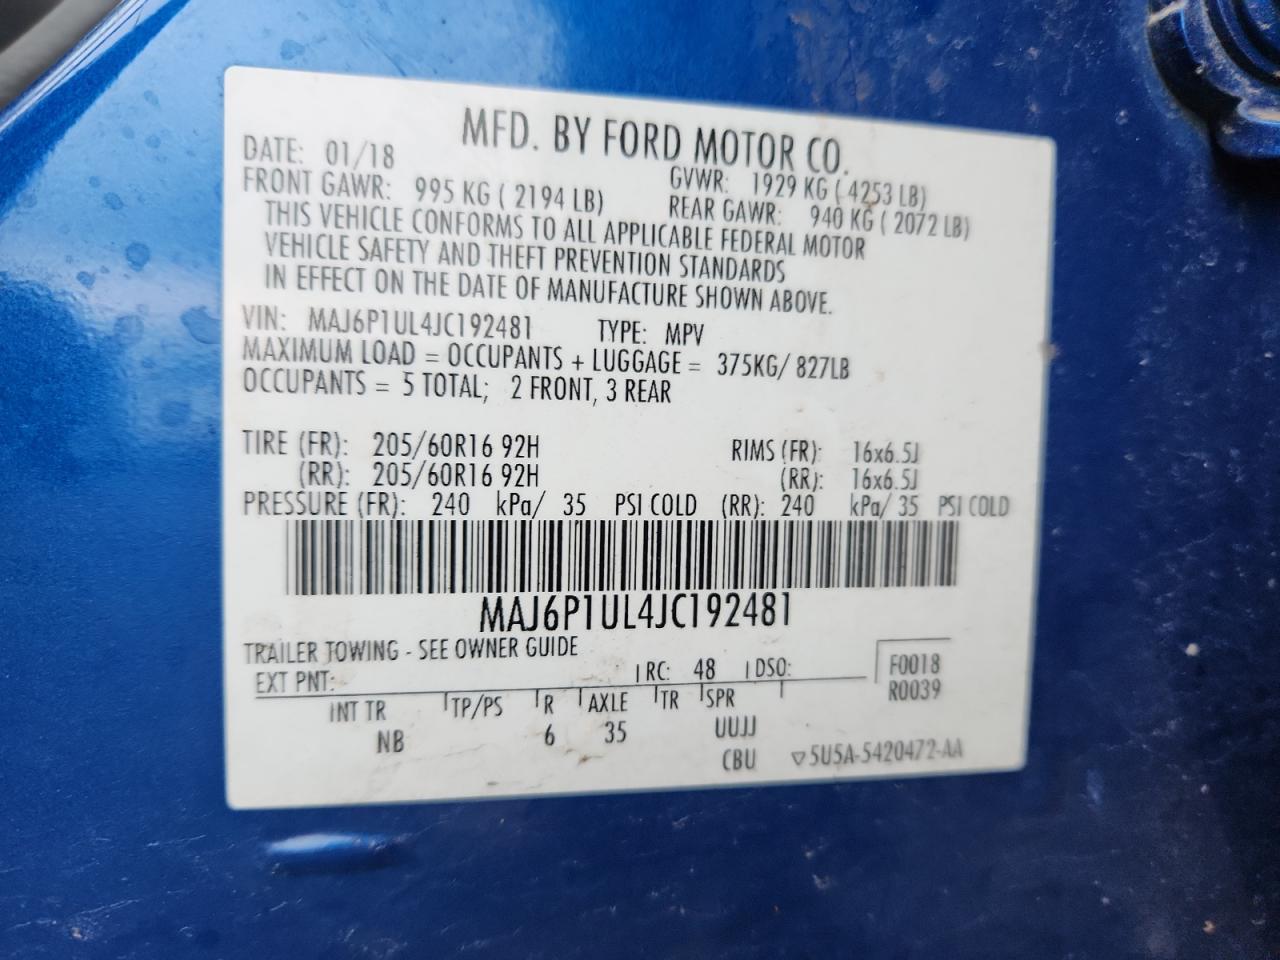 MFD. BY FORD MOTOR CO.
DATE: 01/18 GVWR: 1929 KG ( 4253 LB)
FRONT GAWR: 995 KG ( 2194 LB) REAR GAWR: 940 KG ( 2072 LB)
THIS VEHICLE CONFORMS TO ALL APPLICABLE FEDERAL MOTOR
VEHICLE SAFETY AND THEFT PREVENTION STANDARDS
IN EFFECT ON THE DATE OF MANUFACTURE SHOWN ABOVE.
VIN: MAJ6P1UL4JC192481 TYPE: MPV
MAXIMUM LOAD = OCCUPANTS + LUGGAGE = 375KG/ 827LB
OCCUPANTS = 5 TOTAL; 2 FRONT, 3 REAR
TIRE (FR): 205/60R16 92H RIMS (FR): 16x6.5J
(RR): 205/60R16 92H (RR): 16x6.5J
PRESSURE (FR): 240 kPa/ 35 PSI COLD (RR): 240 kPa/ 35 PSI COLD
MAJ6P1UL4JC192481
TRAILER TOWING - SEE OWNER GUIDE
EXT PNT: RC: 48 DSO: F0018
R0039
INT TR TP/PS R AXLE TR SPR
NB 6 35 UUJJ
CBU 5U5A-5420472-AA